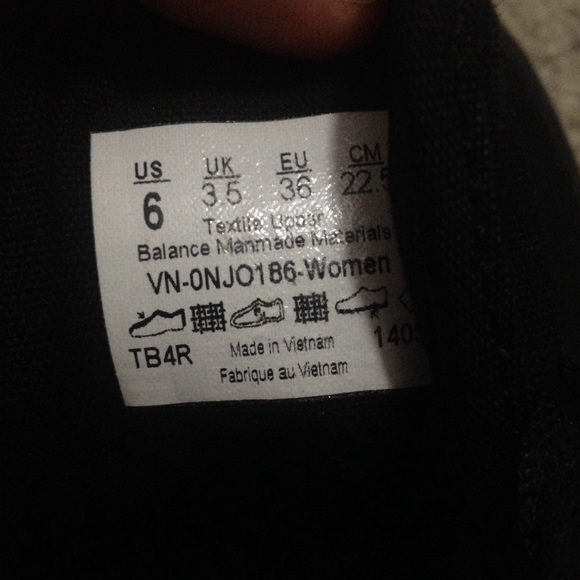 US UK EU CM
6 3.5 36 22.5
Textile Upper
Balance Manmade Materials
VN-0NJO186-Women
TB4R Made in Vietnam
Fabrique au Vietnam